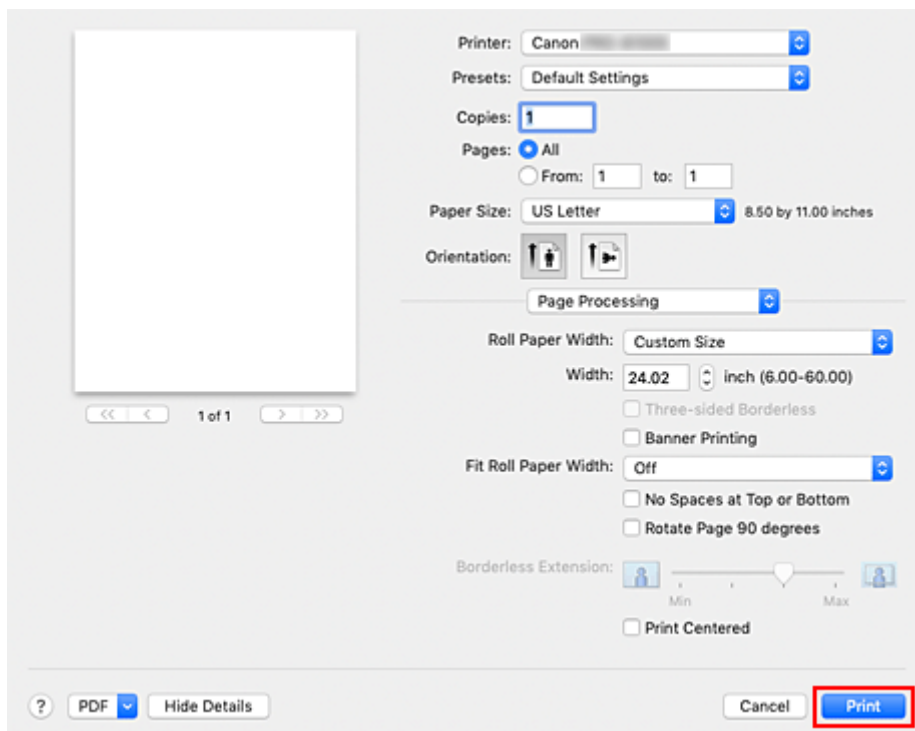 Printer: Canon
Presets: Default Settings
Copies: 1
Pages: All
From: 1 to: 1
Paper Size: US Letter 8.50 by 11.00 inches
Orientation:
Page Processing
Roll Paper Width: Custom Size
Width: 24.02 inch (6.00-60.00)
Three-sided Borderless
1 of 1
Banner Printing
Fit Roll Paper Width: Off
No Spaces at Top or Bottom
Rotate Page 90 degrees
Borderless Extension:
Min Max
Print Centered
? PDF Hide Details Cancel Print